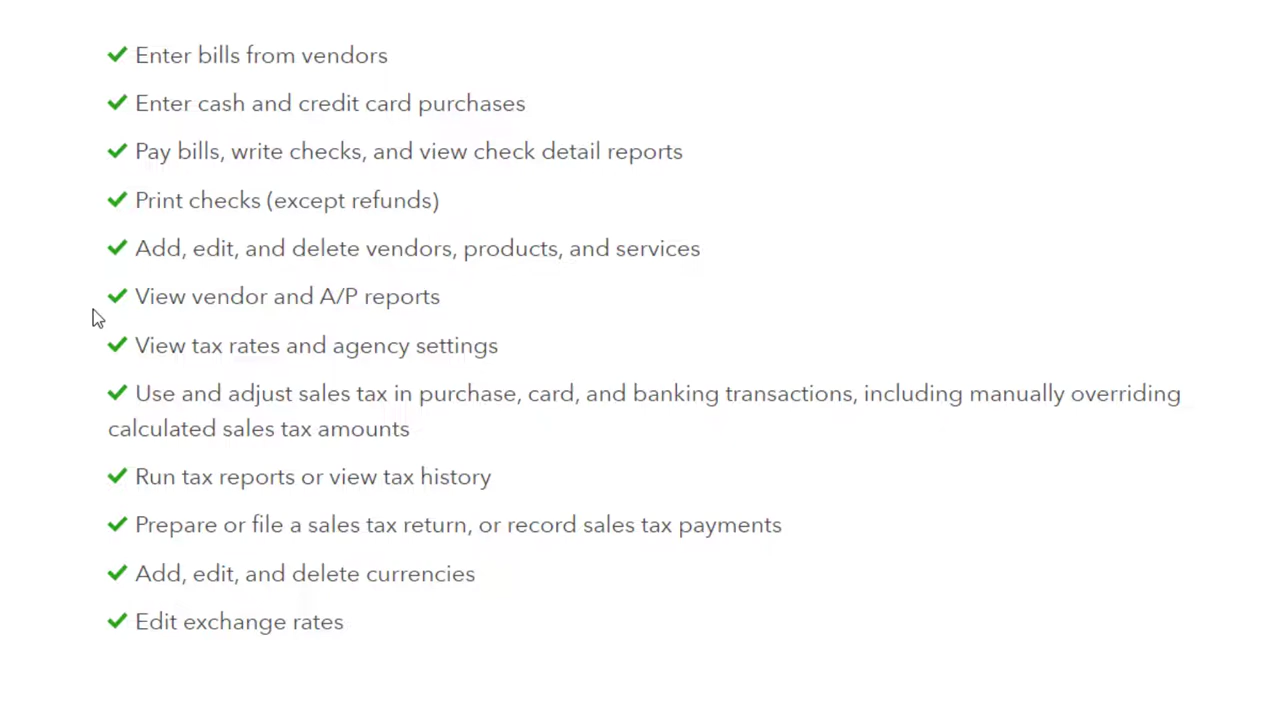 Enter bills from vendors
Enter cash and credit card purchases
Pay bills, write checks, and view check detail reports
Print checks (except refunds)
Add, edit, and delete vendors, products, and services
View vendor and A/P reports
View tax rates and agency settings
Use and adjust sales tax in purchase, card, and banking transactions, including manually overriding
calculated sales tax amounts
Run tax reports or view tax history
Prepare or file a sales tax return, or record sales tax payments
Add, edit, and delete currencies
Edit exchange rates